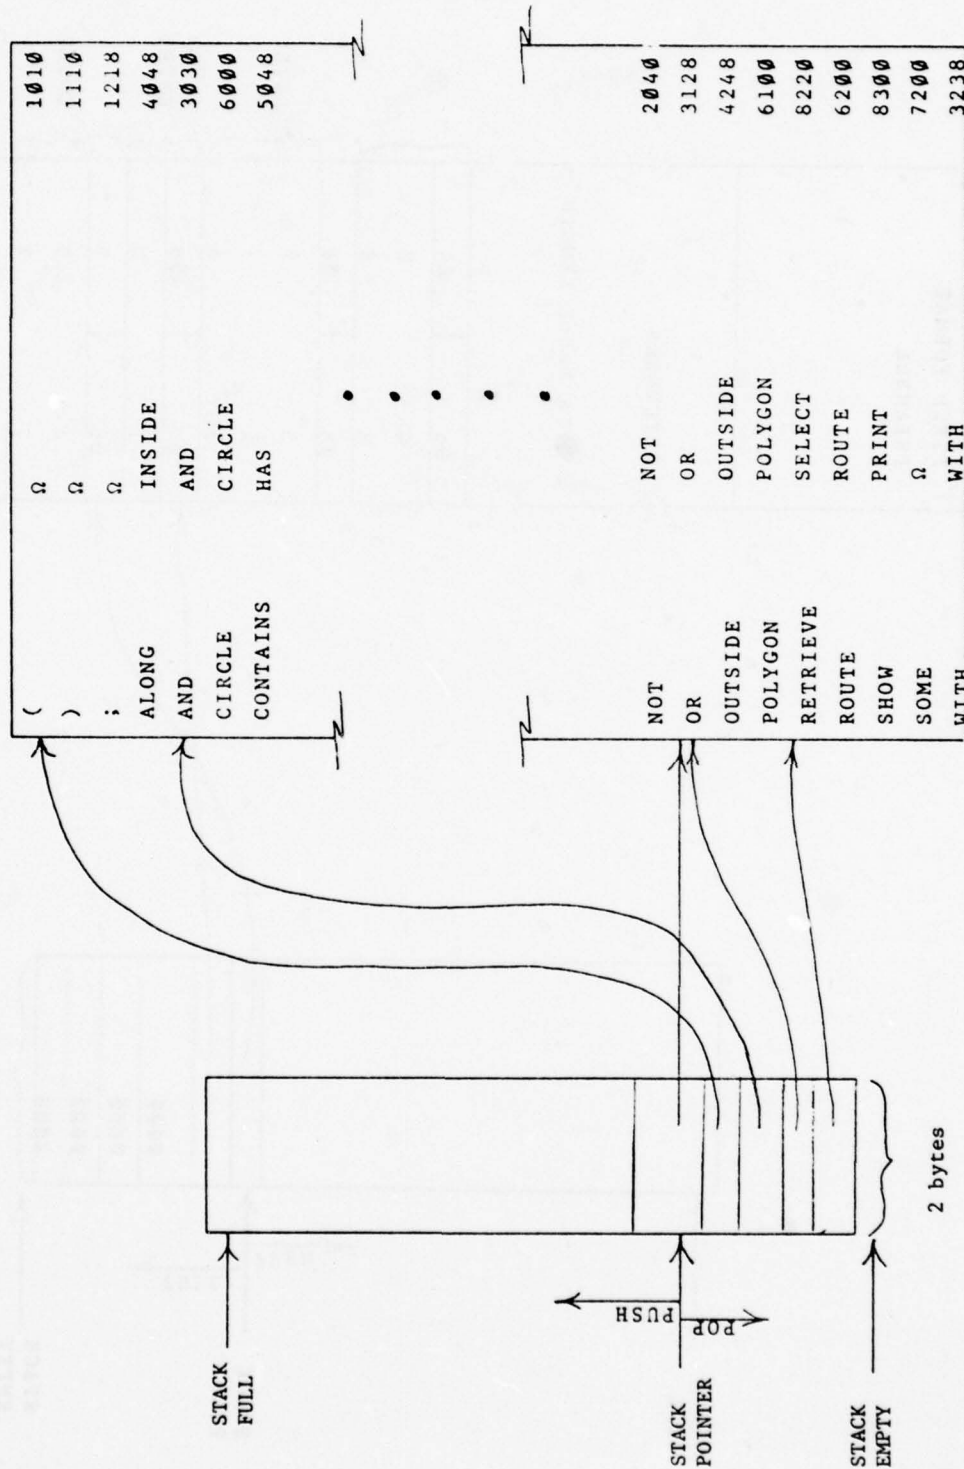 ( Ω 1010
) Ω 1110
; Ω 1218
ALONG INSIDE 4048
AND AND 3030
CIRCLE CIRCLE 6000
CONTAINS HAS 5048
NOT NOT 2040
OR OR 3128
OUTSIDE OUTSIDE 4248
POLYGON POLYGON 6100
RETRIEVE SELECT 8220
ROUTE ROUTE 6200
SHOW PRINT 8300
SOME Ω 7200
WITH WITH 3238
STACK
FULL
PUSH
POP
STACK
POINTER
STACK
EMPTY
2 bytes